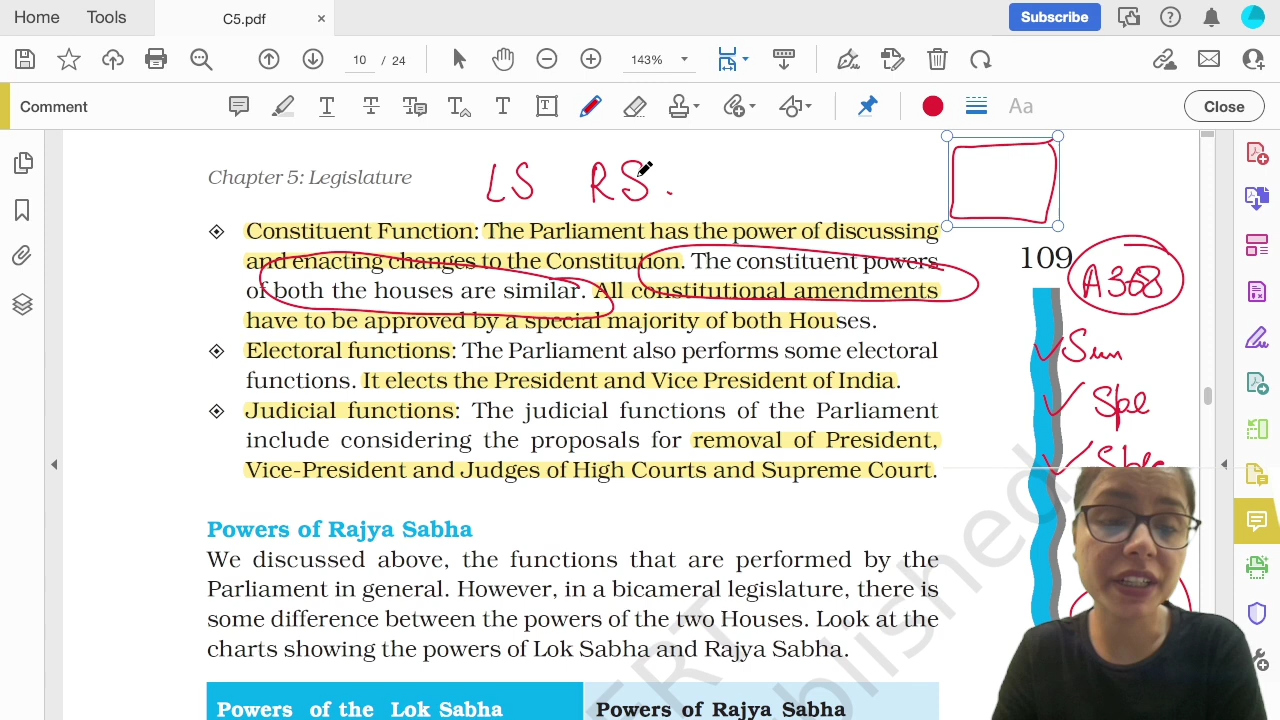 Home Tools C5.pdf × Subscribe
10 / 24 143%
Comment Close
Chapter 5: Legislature LS RS.
Constituent Function: The Parliament has the power of discussing
and enacting changes to the Constitution. The constituent powers
of both the houses are similar. All constitutional amendments
have to be approved by a special majority of both Houses.
Electoral functions: The Parliament also performs some electoral
functions. It elects the President and Vice President of India.
Judicial functions: The judicial functions of the Parliament
include considering the proposals for removal of President,
Vice-President and Judges of High Courts and Supreme Court.
109
A368
Spl
Powers of Rajya Sabha
We discussed above, the functions that are performed by the
Parliament in general. However, in a bicameral legislature, there is
some difference between the powers of the two Houses. Look at the
charts showing the powers of Lok Sabha and Rajya Sabha.
Powers of the Lok Sabha
Powers of Rajya Sabha